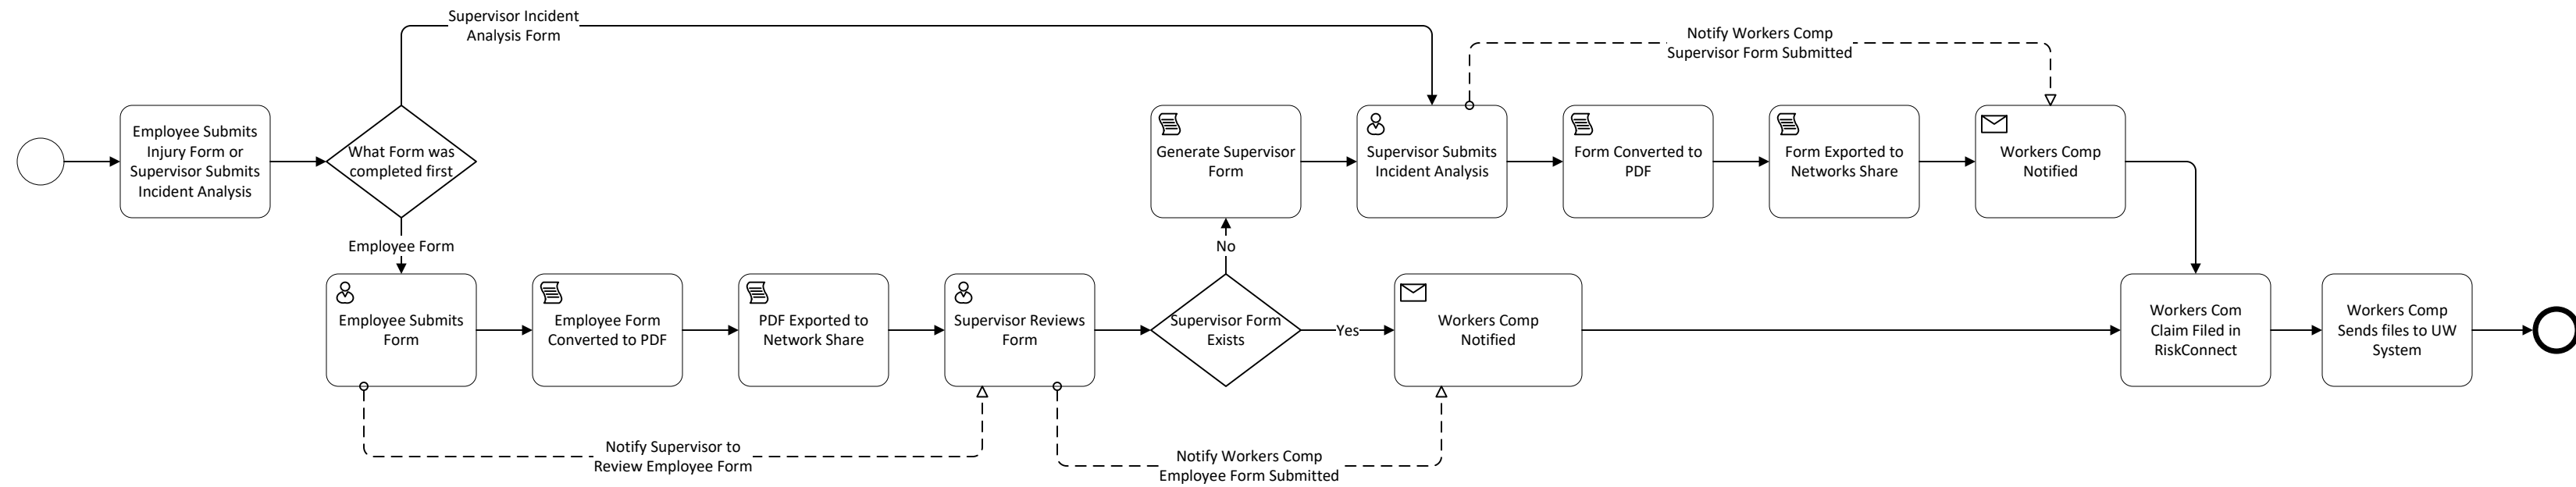 Supervisor Incident
Analysis Form
Notify Workers Comp
Supervisor Form Submitted
Employee Submits
Injury Form or
Supervisor Submits
Incident Analysis
What Form was
completed first
Generate Supervisor
Form
Supervisor Submits
Incident Analysis
Form Converted to
PDF
Form Exported to
Networks Share
Workers Comp
Notified
Employee Form
No
Employee Submits
Form
Employee Form
Converted to PDF
PDF Exported to
Network Share
Supervisor Reviews
Form
Supervisor Form
Exists
Yes
Workers Comp
Notified
Workers Com
Claim Filed in
RiskConnect
Workers Comp
Sends files to UW
System
Notify Supervisor to
Review Employee Form
Notify Workers Comp
Employee Form Submitted